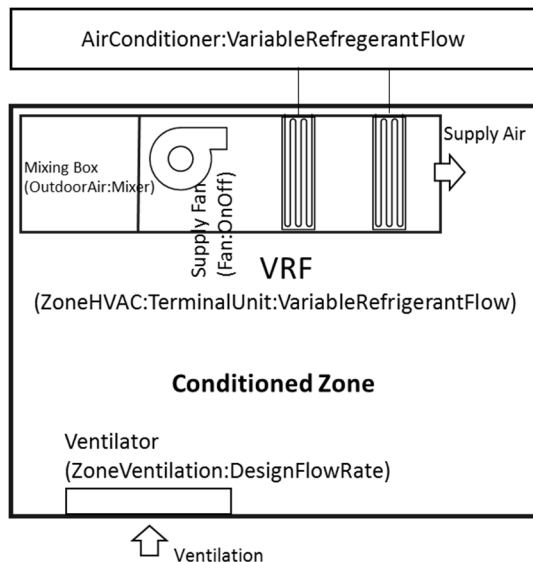 AirConditioner:VariableRefregerantFlow
Supply Air
Mixing Box
(OutdoorAir:Mixer)
Supply Fan
(Fan:OnOff)
VRF
(ZoneHVAC:TerminalUnit:VariableRefrigerantFlow)
Conditioned Zone
Ventilator
(ZoneVentilation:DesignFlowRate)
Ventilation